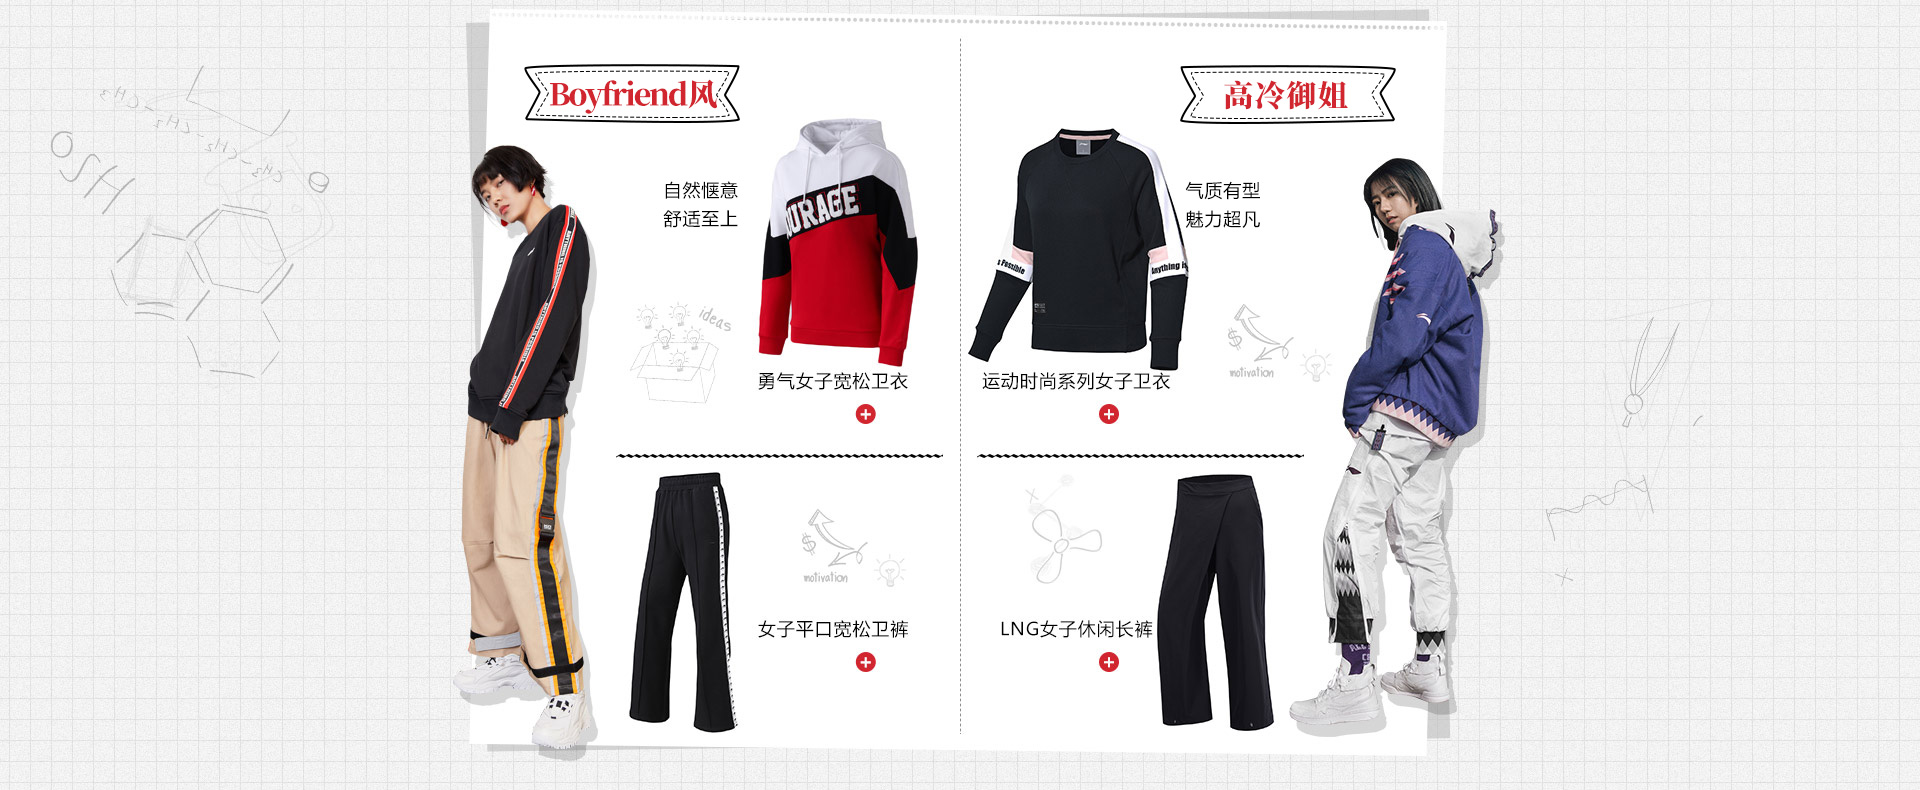 Boyfriend风
自然惬意
舒适至上
OURAGE
ideas
勇气女子宽松卫衣
motivation
女子平口宽松卫裤
高冷御姐
气质有型
魅力超凡
s Possible
Anything is
运动时尚系列女子卫衣
motivation
LNG女子休闲长裤